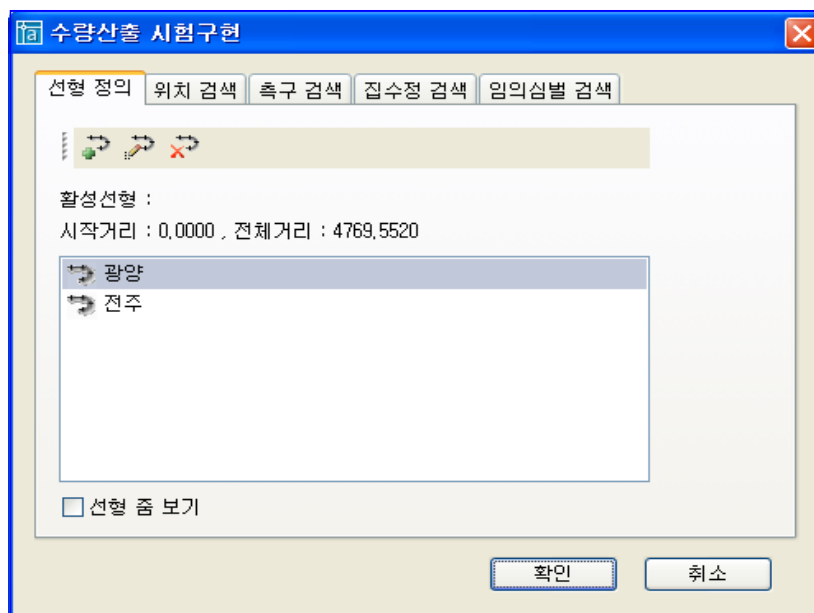 수량산출 시험구현
선형 정의 위치 검색 측구 검색 집수정 검색 임의심벌 검색
활성선형 :
시작거리 : 0,0000 , 전체거리 : 4769,5520
광양
전주
선형 줌 보기
확인 취소